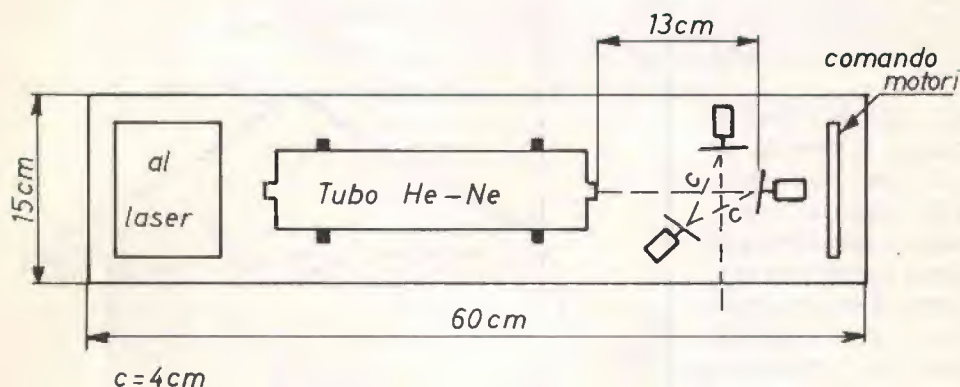 13cm
comando
motori
15cm
al
laser
Tubo He-Ne
c
c
60cm
c=4cm